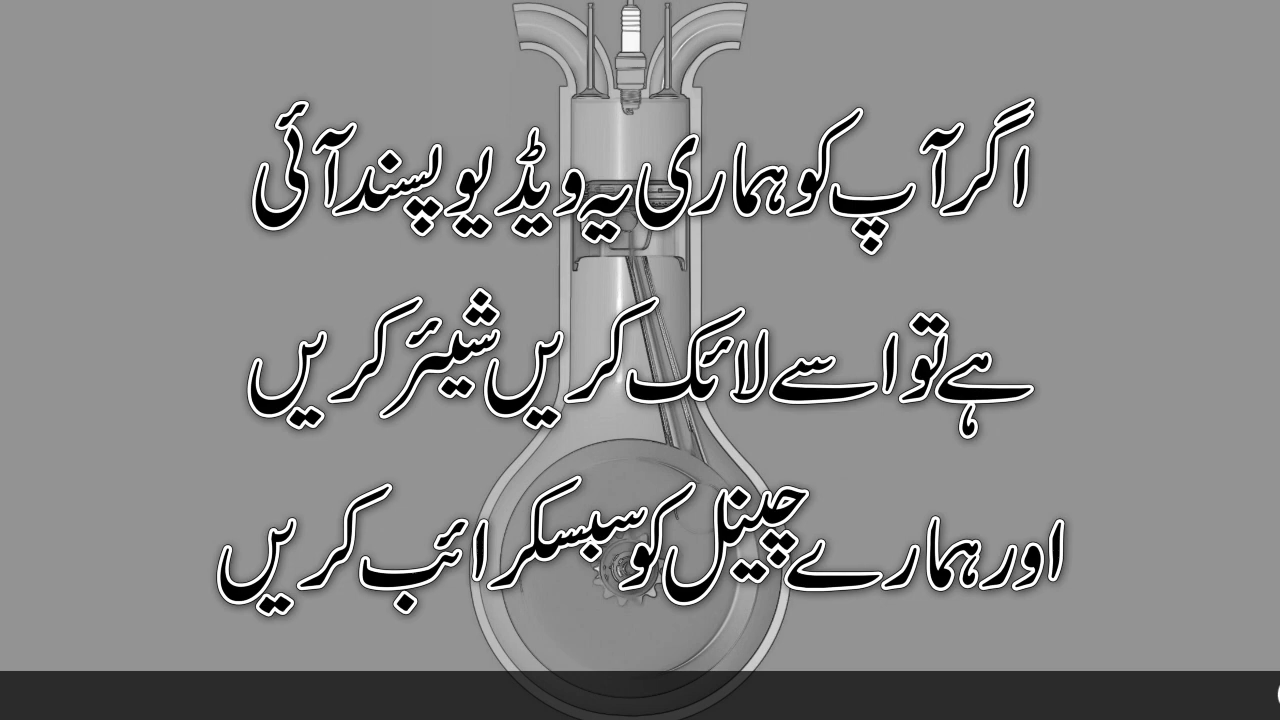 اگر آپ کو ہماری یہ ویڈیو پسند آئی
ہے تو اسے لائک کریں شیئر کریں
اور ہمارے چینل کو سبسکرائب کریں